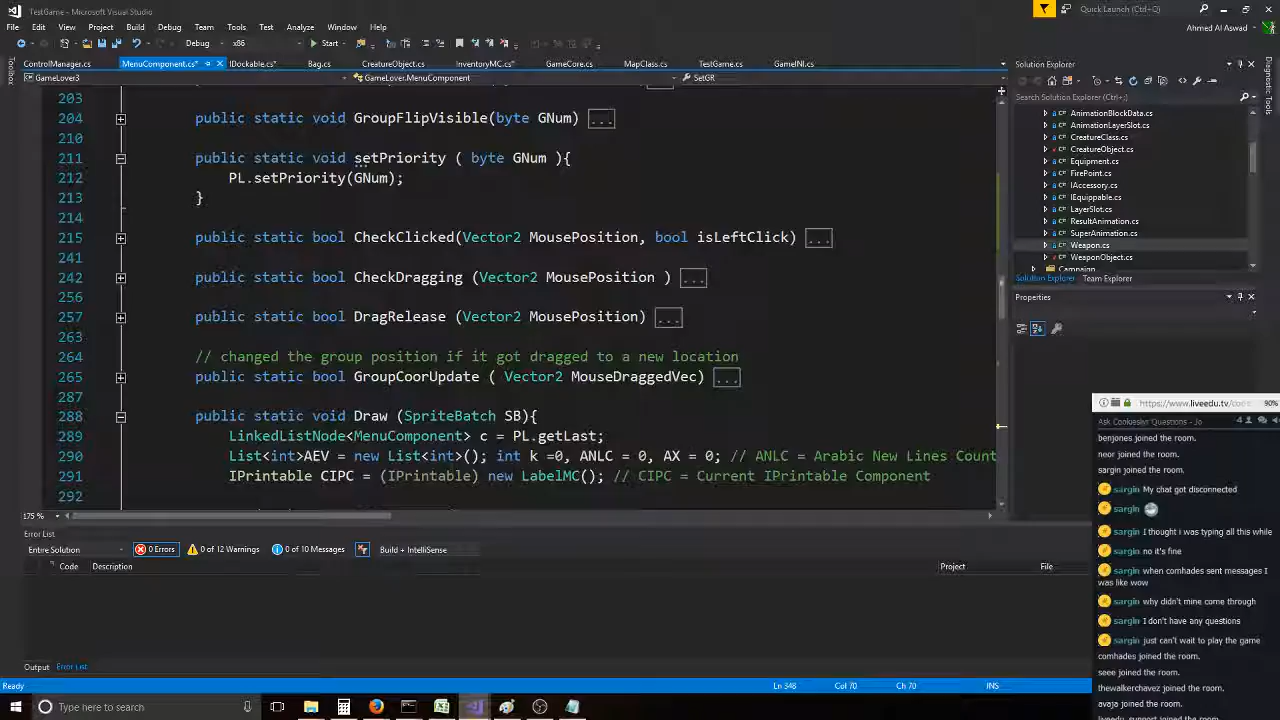 TestGame - Microsoft Visual Studio
Quick Launch (Ctrl+Q)
File Edit View Project Build Debug Team Tools Test Analyze Window Help
Ahmed Al Aswad
Debug x86 Start
ControlManager.cs MenuComponent.cs* IDockable.cs* Bag.cs CreatureObject.cs InventoryMC.cs* GameCore.cs MapClass.cs TestGame.cs GameINI.cs
Toolbox
GameLover3 GameLover.MenuComponent SetGR
203
204 public static void GroupFlipVisible(byte GNum) ...
210
211 public static void setPriority ( byte GNum ){
212 PL.setPriority(GNum);
213 }
214
215 public static bool CheckClicked(Vector2 MousePosition, bool isLeftClick) ...
241
242 public static bool CheckDragging (Vector2 MousePosition ) ...
256
257 public static bool DragRelease (Vector2 MousePosition) ...
263
264 // changed the group position if it got dragged to a new location
265 public static bool GroupCoorUpdate ( Vector2 MouseDraggedVec) ...
287
288 public static void Draw (SpriteBatch SB){
289 LinkedListNode<MenuComponent> c = PL.getLast;
290 List<int>AEV = new List<int>(); int k =0, ANLC = 0, AX = 0; // ANLC = Arabic New Lines Count
291 IPrintable CIPC = (IPrintable) new LabelMC(); // CIPC = Current IPrintable Component
292
175 %
Error List
Entire Solution 0 Errors 0 of 12 Warnings 0 of 10 Messages Build + IntelliSense
Code Description Project File
Output Error List
Ready Ln 348 Col 70 Ch 70 INS
Type here to search
Solution Explorer
Search Solution Explorer (Ctrl+;)
AnimationBlockData.cs
AnimationLayerSlot.cs
CreatureClass.cs
CreatureObject.cs
Equipment.cs
FirePoint.cs
IAccessory.cs
IEquippable.cs
LayerSlot.cs
ResultAnimation.cs
SuperAnimation.cs
Weapon.cs
WeaponObject.cs
Campaign
Solution Explorer Team Explorer
Properties
Diagnostic Tools
https://www.liveedu.tv/cook 90%
benjones joined the room.
neor joined the room.
sargin joined the room.
sargin My chat got disconnected
sargin
sargin I thought i was typing all this while
sargin no it's fine
sargin when comhades sent messages I
was like wow
sargin why didn't mine come through
sargin I don't have any questions
sargin just can't wait to play the game
comhades joined the room.
seee joined the room.
thewalkerchavez joined the room.
avaja joined the room.
liveedu_support joined the room.